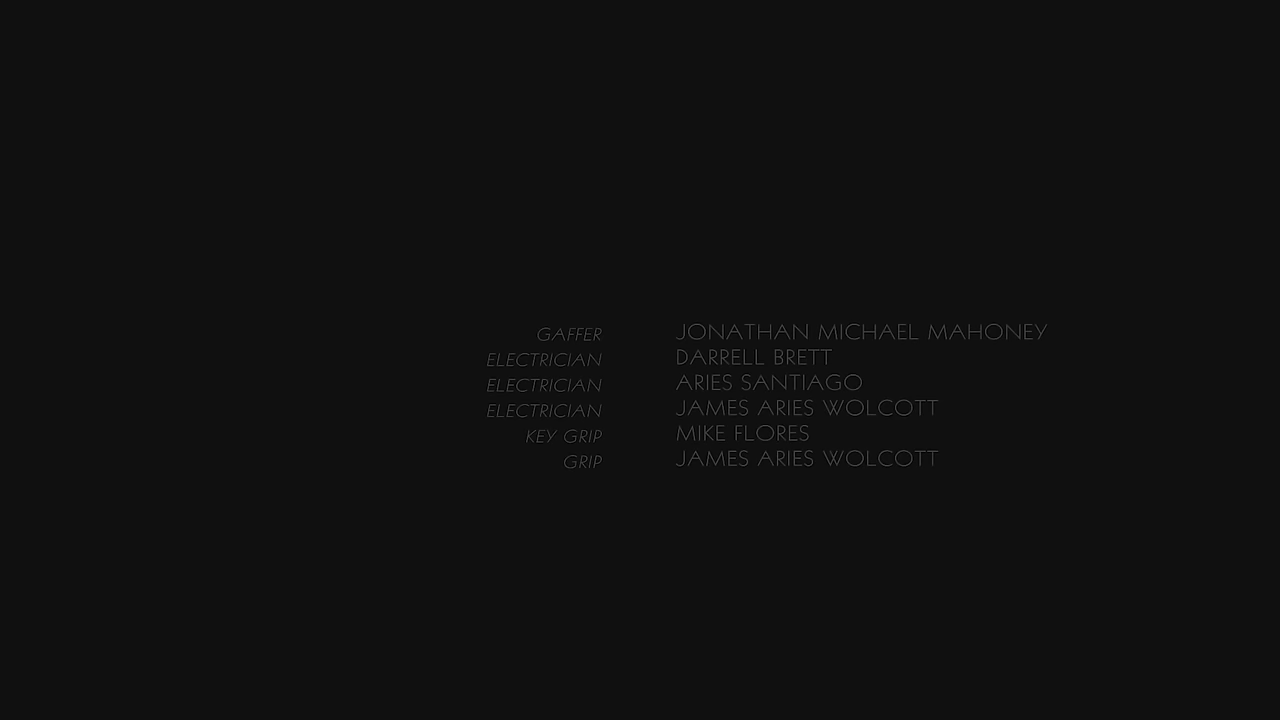 GAFFER JONATHAN MICHAEL MAHONEY
ELECTRICIAN DARRELL BRETT
ELECTRICIAN ARIES SANTIAGO
ELECTRICIAN JAMES ARIES WOLCOTT
KEY GRIP MIKE FLORES
GRIP JAMES ARIES WOLCOTT